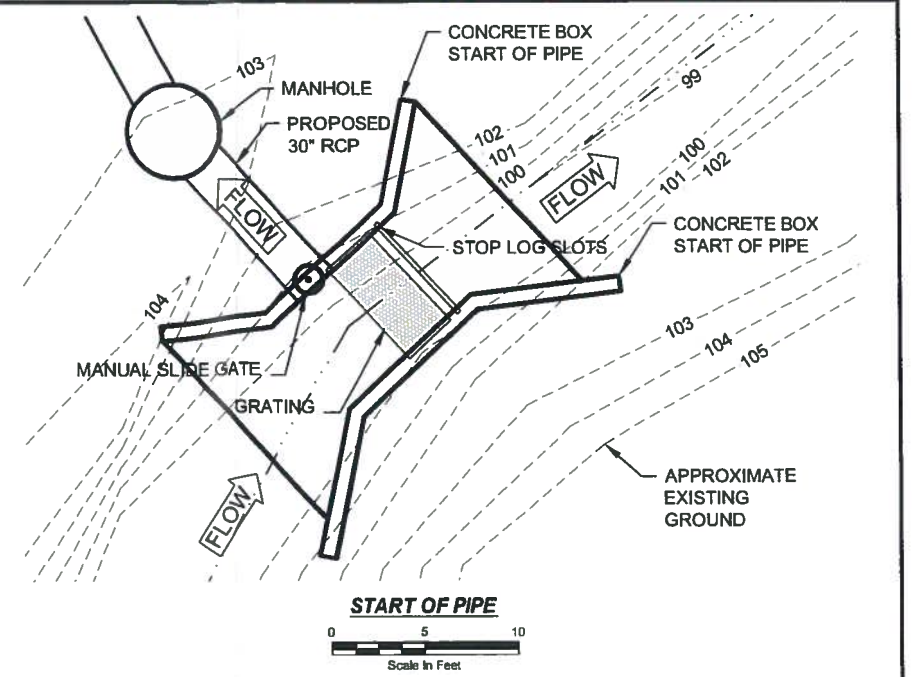 CONCRETE BOX
START OF PIPE
103
MANHOLE
99
PROPOSED
30" RCP
102
101
100
100
101
102
FLOW
FLOW
STOP LOG SLOTS
CONCRETE BOX
START OF PIPE
104
103
104
105
MANUAL SLIDE GATE
GRATING
APPROXIMATE
EXISTING
GROUND
FLOW
START OF PIPE
0 5 10
Scale In Feet